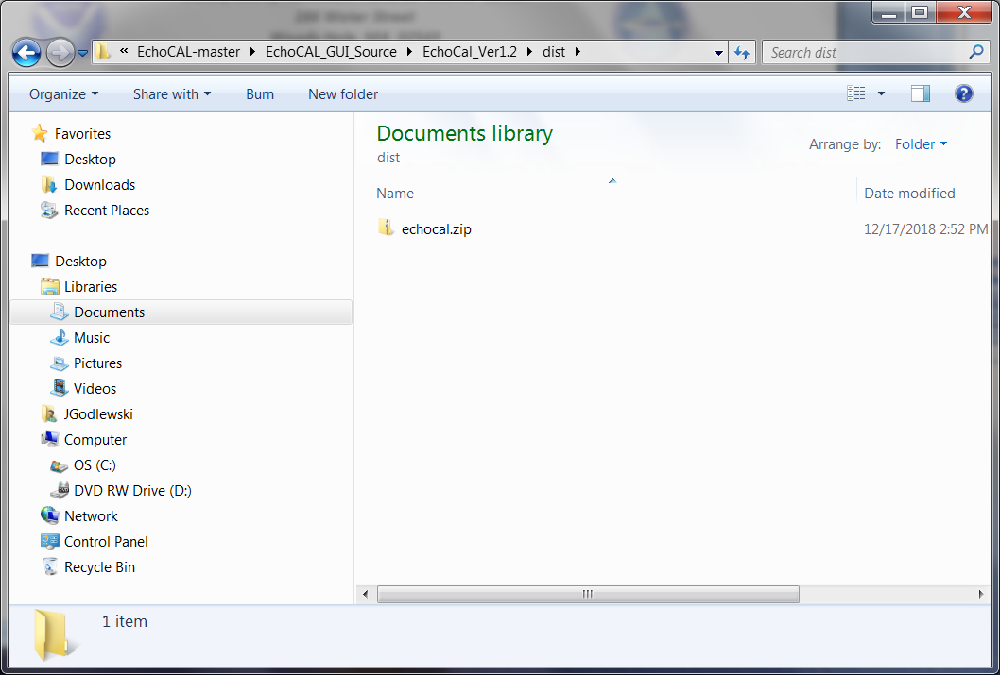 « EchoCAL-master ▸ EchoCAL_GUI_Source ▸ EchoCal_Ver1.2 ▸ dist ▸
Search dist
Organize Share with Burn New folder
Favorites
Desktop
Downloads
Recent Places
Desktop
Libraries
Documents
Music
Pictures
Videos
JGodlewski
Computer
OS (C:)
DVD RW Drive (D:)
Network
Control Panel
Recycle Bin
Documents library
dist
Arrange by: Folder
Name Date modified
echocal.zip 12/17/2018 2:52 PM
1 item